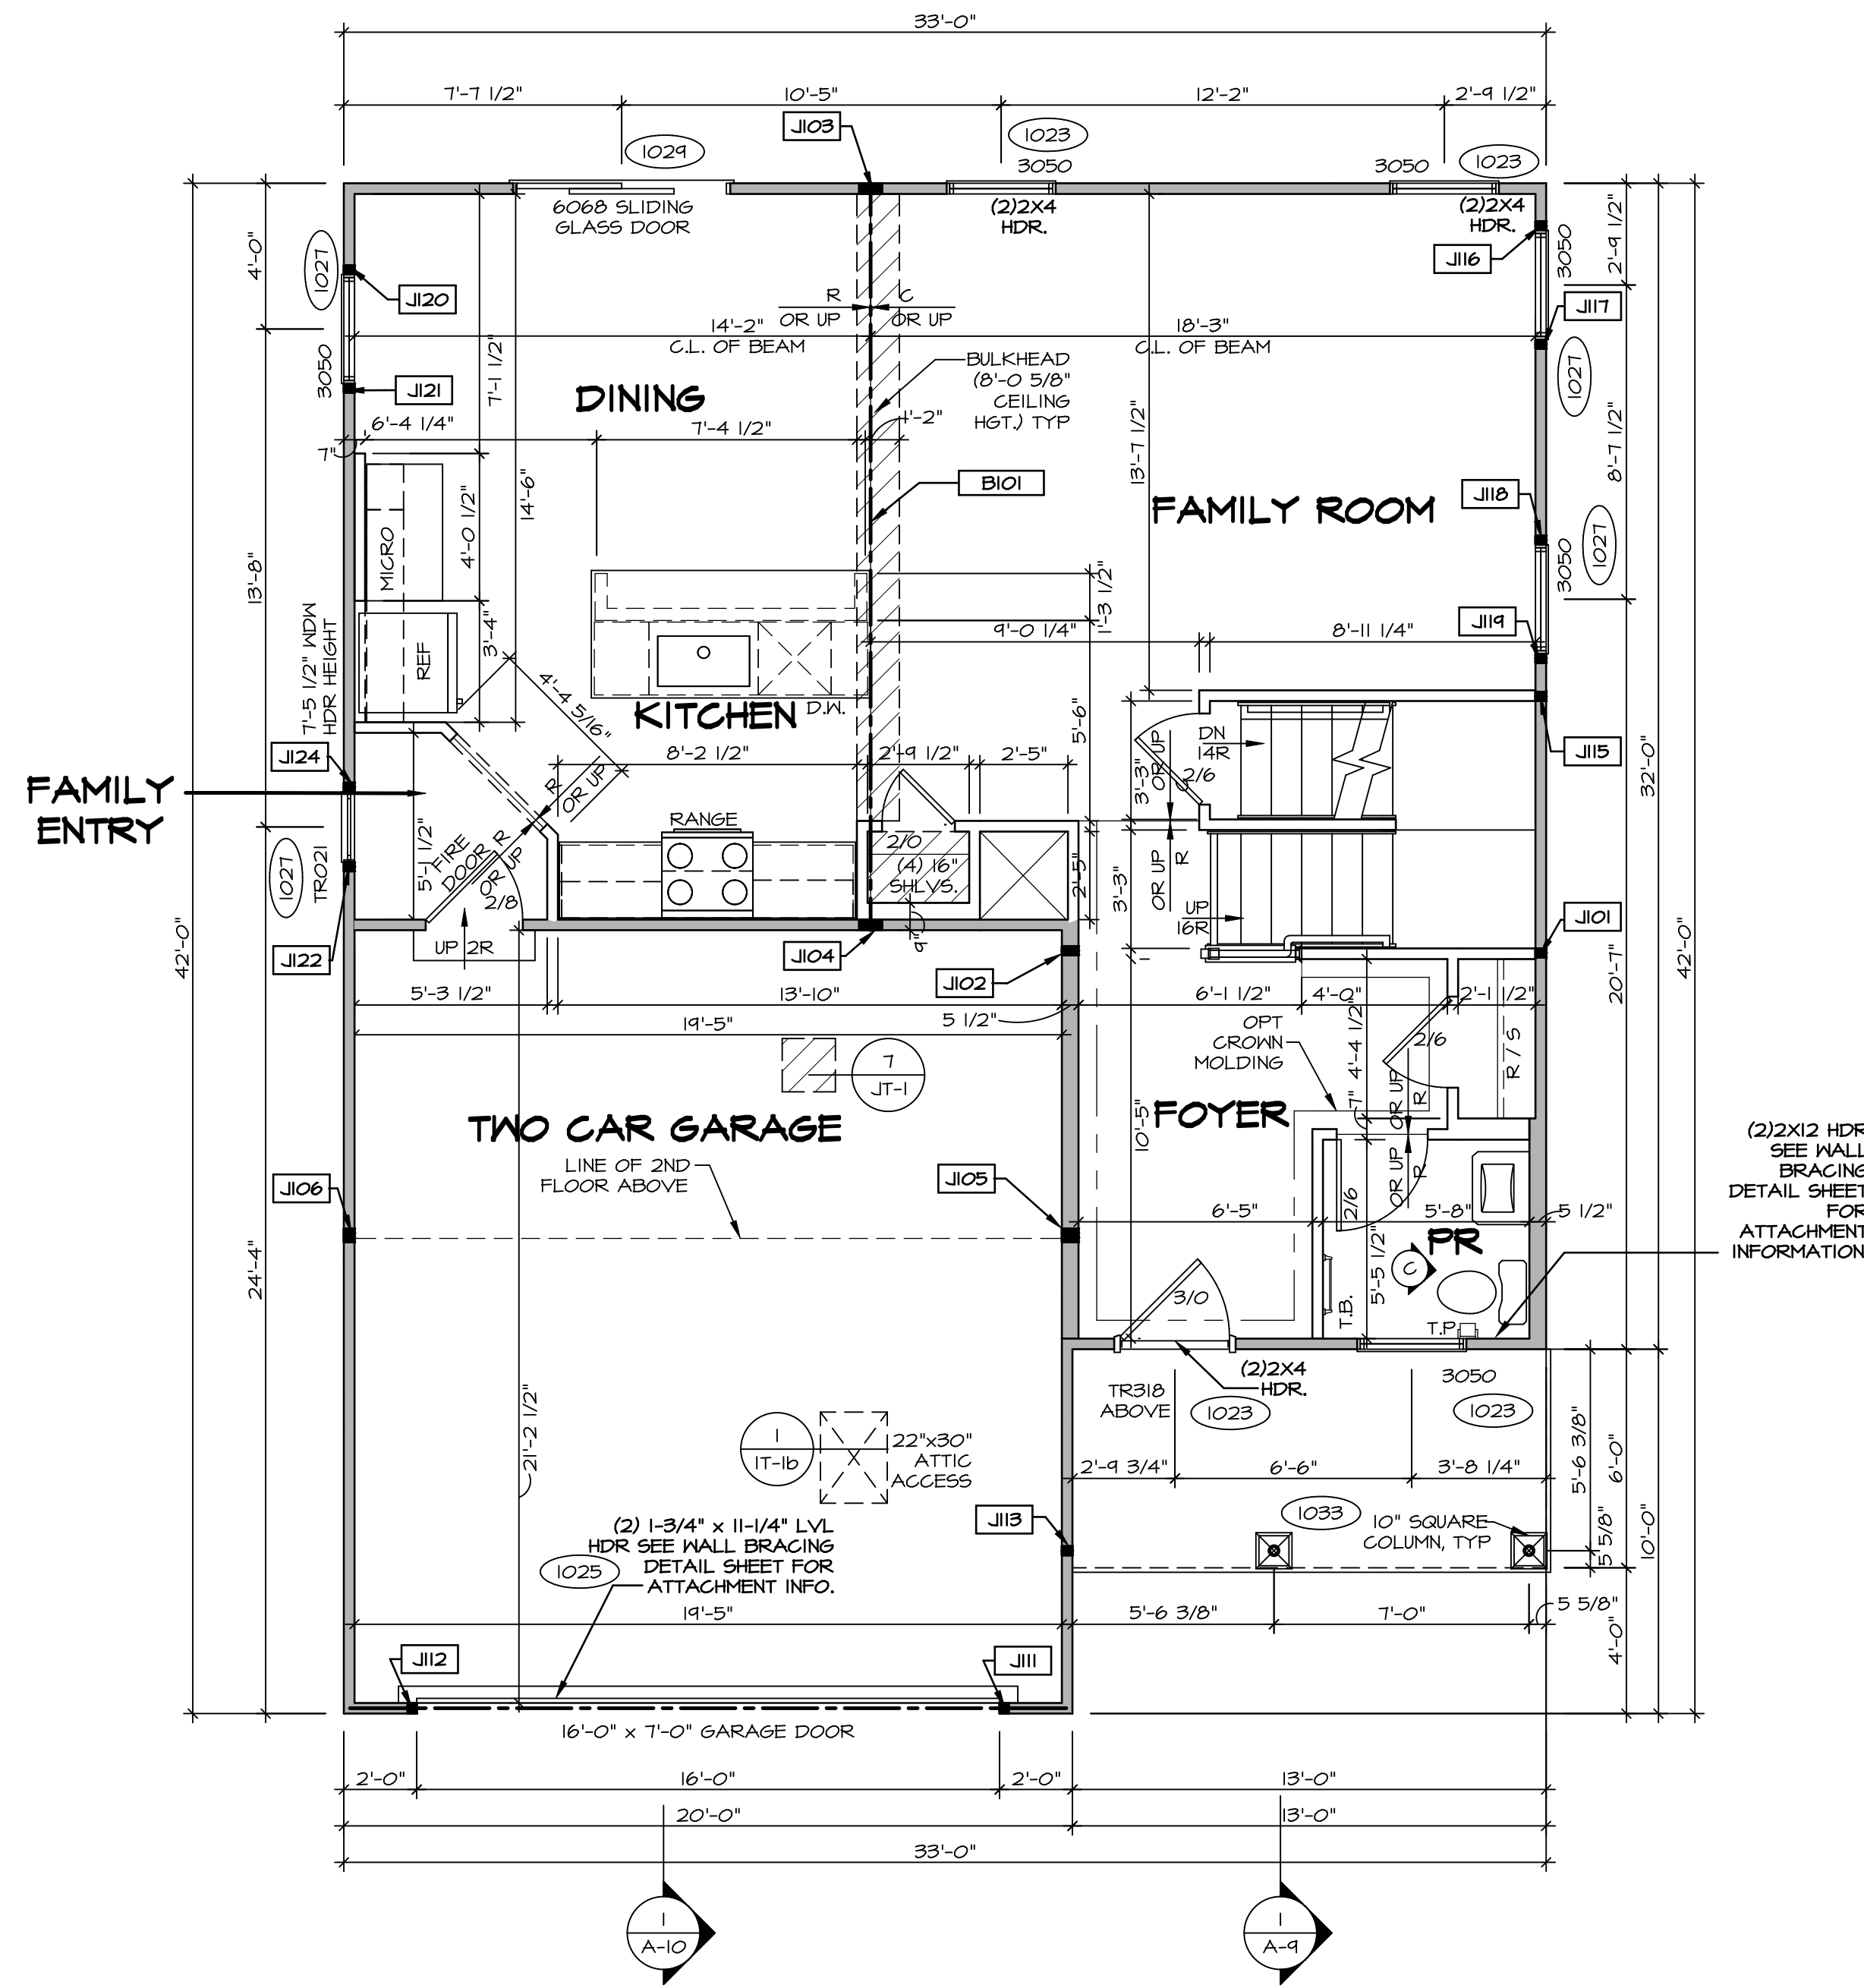 33'-0"
7'-7 1/2"
10'-5"
12'-2"
2'-9 1/2"
J103
1029
1023
1023
3050
3050
6068 SLIDING
GLASS DOOR
(2)2X4
HDR.
(2)2X4
HDR.
4'-0"
1027
J120
3050
J121
7'-1 1/2"
14'-6"
R
OR UP
C
OR UP
14'-2"
C.L. OF BEAM
18'-3"
C.L. OF BEAM
J116
3050
2'-9 1/2"
J117
1027
DINING
BULKHEAD
(8'-0 5/8"
CEILING
HGT.) TYP
6'-4 1/4"
7"
7'-4 1/2"
1'-2"
13'-7 1/2"
8'-7 1/2"
B101
FAMILY ROOM
J118
3050
1027
MICRO
4'-0 1/2"
13'-8"
7'-5 1/2" WDW
HDR HEIGHT
REF
3'-4"
1'-3 1/2"
9'-0 1/4"
8'-11 1/4"
J119
4'-4 5/16"
KITCHEN
D.W.
5'-6"
DN
14R
J115
32'-0"
J124
FAMILY
ENTRY
8'-2 1/2"
2'-9 1/2"
2'-5"
R
OR UP
3'-3"
OR UP
C
2/6
RANGE
5'-1 1/2"
FIRE
DOOR
R
OR UP
2/8
1027
TR021
2/0
(4) 16"
SHLVS.
2'-5"
3'-3"
OR UP
R
UP
16R
J101
42'-0"
J122
UP 2R
J104
9"
J102
20'-7"
42'-0"
5'-3 1/2"
13'-10"
5 1/2"
6'-1 1/2"
4'-0"
2'-1 1/2"
19'-5"
OPT
CROWN
MOLDING
4'-4 1/2"
2/6
R / S
7
JT-1
TWO CAR GARAGE
FOYER
10'-5"
7"
OR UP
R
LINE OF 2ND
FLOOR ABOVE
J106
J105
OR UP
R
2/6
(2)2X12 HDR
SEE WALL
BRACING
DETAIL SHEET
FOR
ATTACHMENT
INFORMATION
6'-5"
5'-8"
5 1/2"
PR
C
5'-5 1/2"
24'-4"
3/0
T.B.
T.P.
(2)2X4
HDR.
TR318
ABOVE
1023
3050
1023
21'-2 1/2"
1
1T-1b
22"x30"
ATTIC
ACCESS
2'-9 3/4"
6'-6"
3'-8 1/4"
5'-6 3/8"
6'-0"
1033
10" SQUARE
COLUMN, TYP
J113
5 5/8"
10'-0"
(2) 1-3/4" x 11-1/4" LVL
HDR SEE WALL BRACING
DETAIL SHEET FOR
ATTACHMENT INFO.
1025
19'-5"
5'-6 3/8"
7'-0"
5 5/8"
4'-0"
J112
J111
16'-0" x 7'-0" GARAGE DOOR
2'-0"
16'-0"
2'-0"
13'-0"
20'-0"
13'-0"
33'-0"
1
A-10
1
A-9